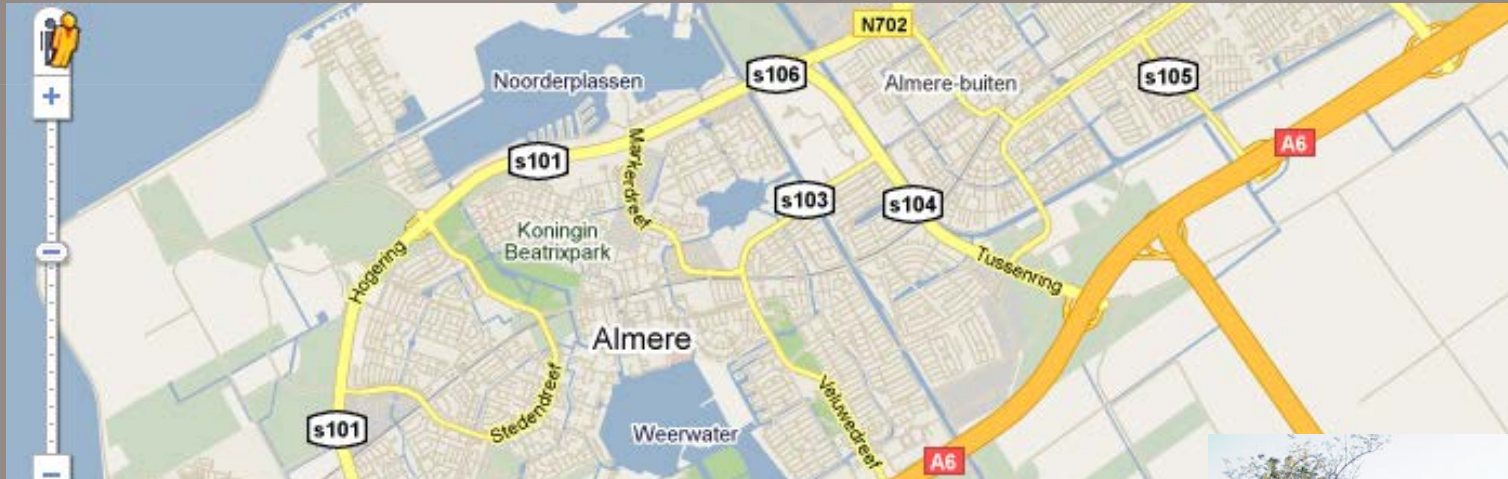 N702
s106
Noorderplassen
Almere-buiten
s105
A6
s101
Markerdreef
s103
s104
Koningin
Beatrixpark
Hogering
Tussenring
Almere
Stedendreef
Veluwedreef
s101
Weerwater
A6